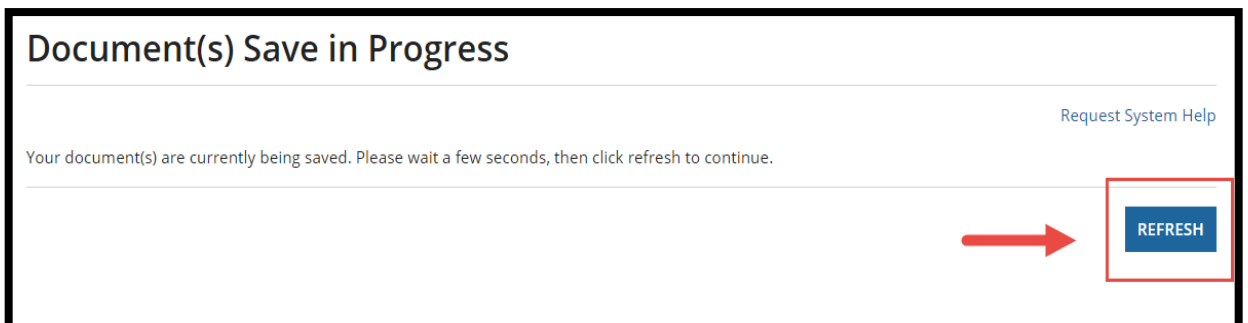 Document(s) Save in Progress
Request System Help
Your document(s) are currently being saved. Please wait a few seconds, then click refresh to continue.
REFRESH